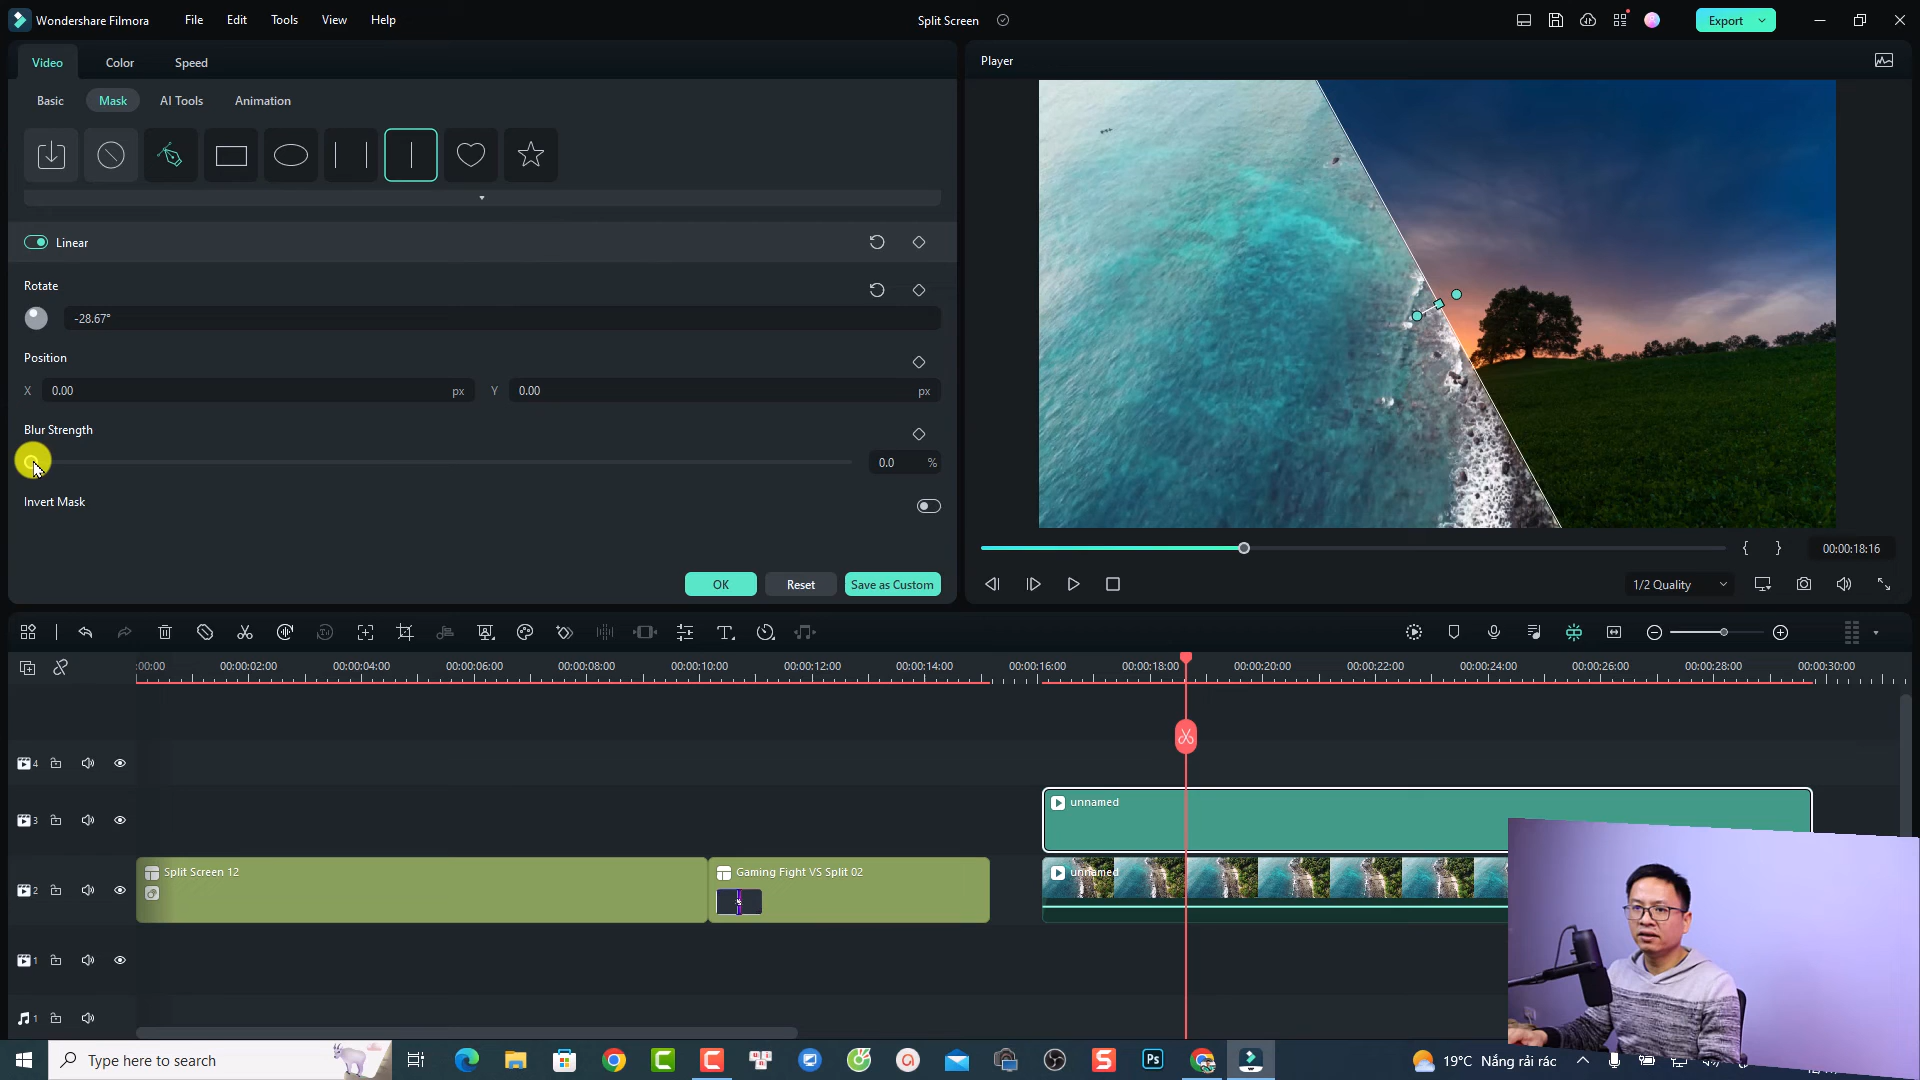 Wondershare Filmora
File
Edit
Tools
View
Help
Split Screen
Export
Video
Color
Speed
Basic
Mask
AI Tools
Animation
Linear
Rotate
-28.67°
Position
X
0.00
px
Y
0.00
px
Blur Strength
0.0
%
Invert Mask
OK
Reset
Save as Custom
Player
{
}
00:00:18:16
1/2 Quality
:00:00
00:00:02:00
00:00:04:00
00:00:06:00
00:00:08:00
00:00:10:00
00:00:12:00
00:00:14:00
00:00:16:00
00:00:18:00
00:00:20:00
00:00:22:00
00:00:24:00
00:00:26:00
00:00:28:00
00:00:30:00
4
3
unnamed
2
Split Screen 12
Gaming Fight VS Split 02
unnamed
1
1
Type here to search
Ps
19°C Nắng rải rác